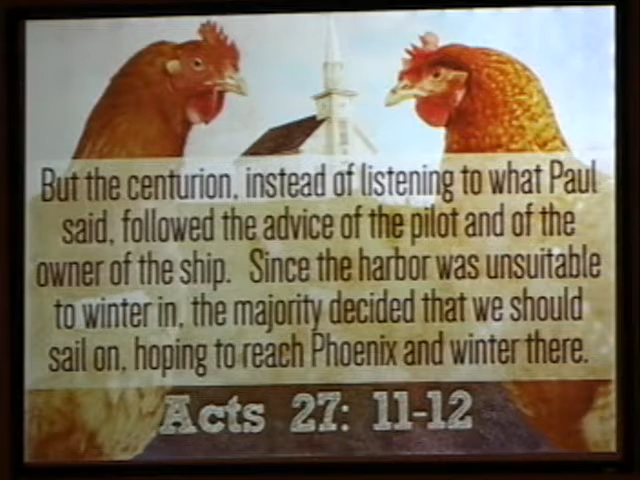 But the centurion, instead of listening to what Paul
said, followed the advice of the pilot and of the
owner of the ship.  Since the harbor was unsuitable
to winter in, the majority decided that we should
sail on, hoping to reach Phoenix and winter there.
Acts 27: 11-12